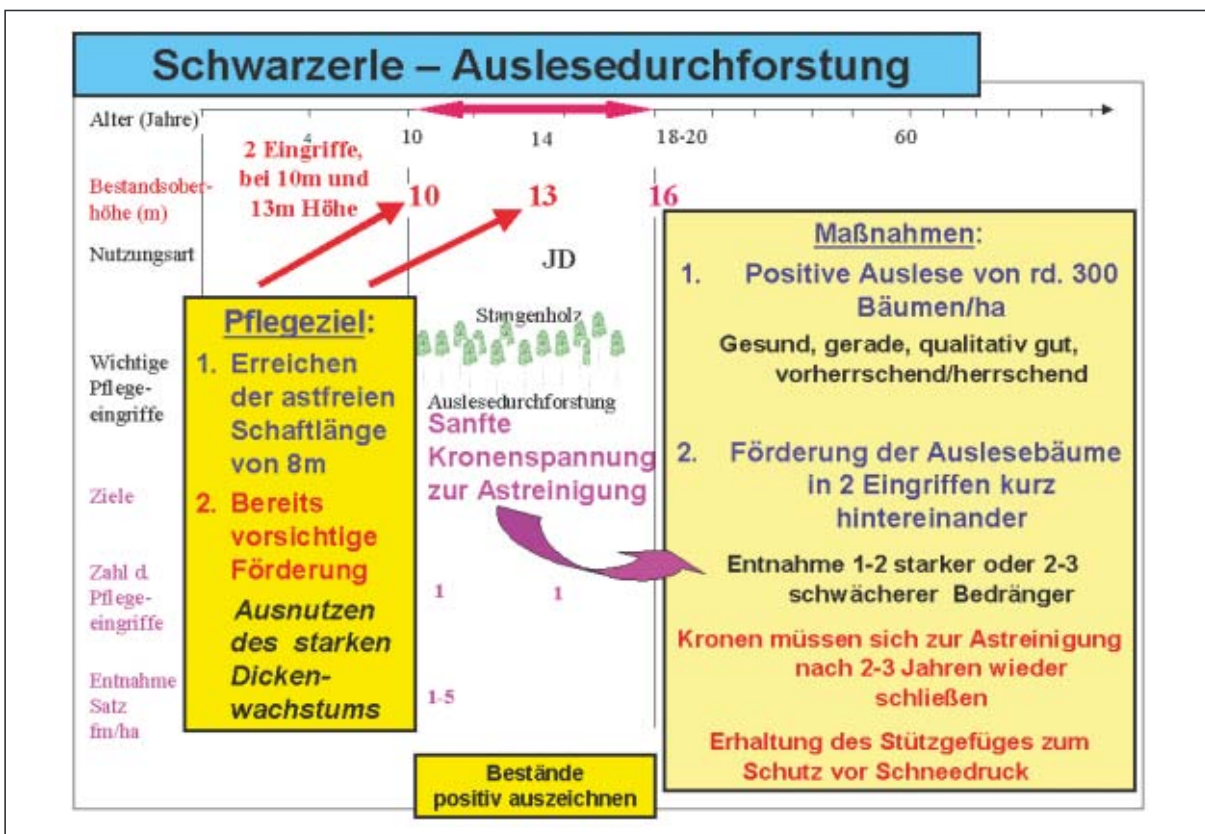 Schwarzerle – Auslesedurchforstung
Alter (Jahre)
4
10
14
18-20
60
2 Eingriffe,
bei 10m und
13m Höhe
Bestandsober-
höhe (m)
10
13
16
Nutzungsart
JD
Pflegeziel:
1. Erreichen
der astfreien
Schaftlänge
von 8m
2. Bereits
vorsichtige
Förderung
Ausnutzen
des starken
Dicken-
wachstums
Stangenholz
Wichtige
Pflege-
eingriffe
Auslesedurchforstung
Sanfte
Kronenspannung
zur Astreinigung
Ziele
Zahl d.
Pflege-
eingriffe
1
1
Entnahme
Satz
fm/ha
1-5
Bestände
positiv auszeichnen
Maßnahmen:
1. Positive Auslese von rd. 300
Bäumen/ha
Gesund, gerade, qualitativ gut,
vorherrschend/herrschend
2. Förderung der Auslesebäume
in 2 Eingriffen kurz
hintereinander
Entnahme 1-2 starker oder 2-3
schwächerer Bedränger
Kronen müssen sich zur Astreinigung
nach 2-3 Jahren wieder
schließen
Erhaltung des Stützgefüges zum
Schutz vor Schneedruck